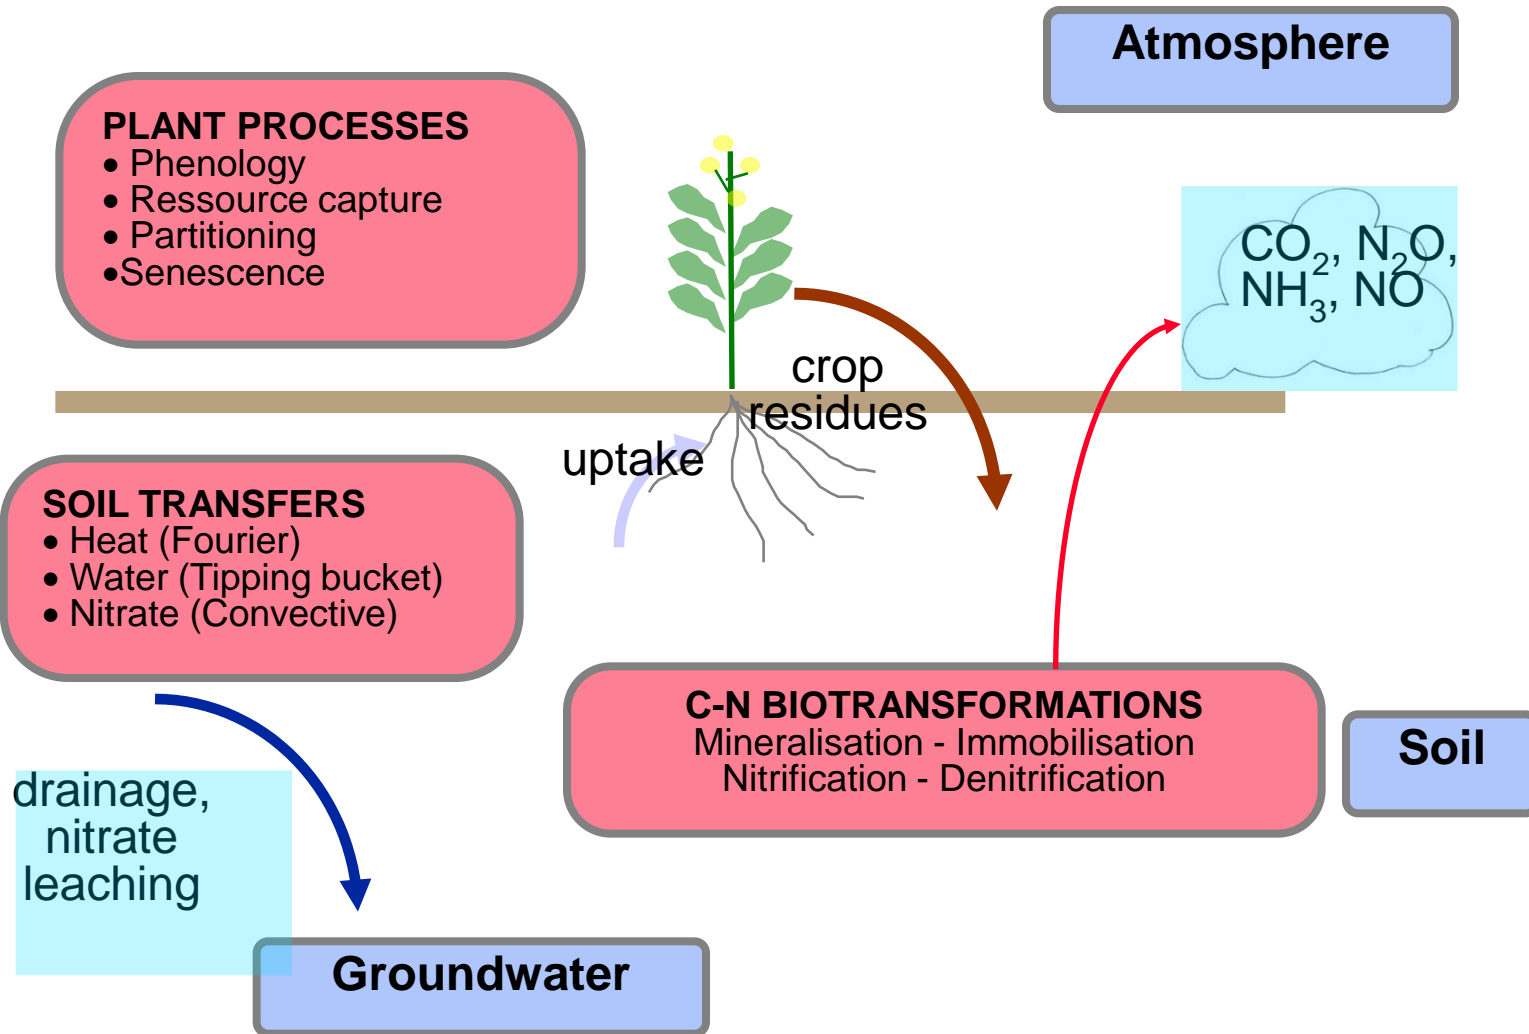 Atmosphere
PLANT PROCESSES
• Phenology
• Ressource capture
• Partitioning
•Senescence
CO₂, N₂O,
NH₃, NO
crop
residues
uptake
SOIL TRANSFERS
• Heat (Fourier)
• Water (Tipping bucket)
• Nitrate (Convective)
C-N BIOTRANSFORMATIONS
Mineralisation - Immobilisation
Nitrification - Denitrification
Soil
drainage,
nitrate
leaching
Groundwater